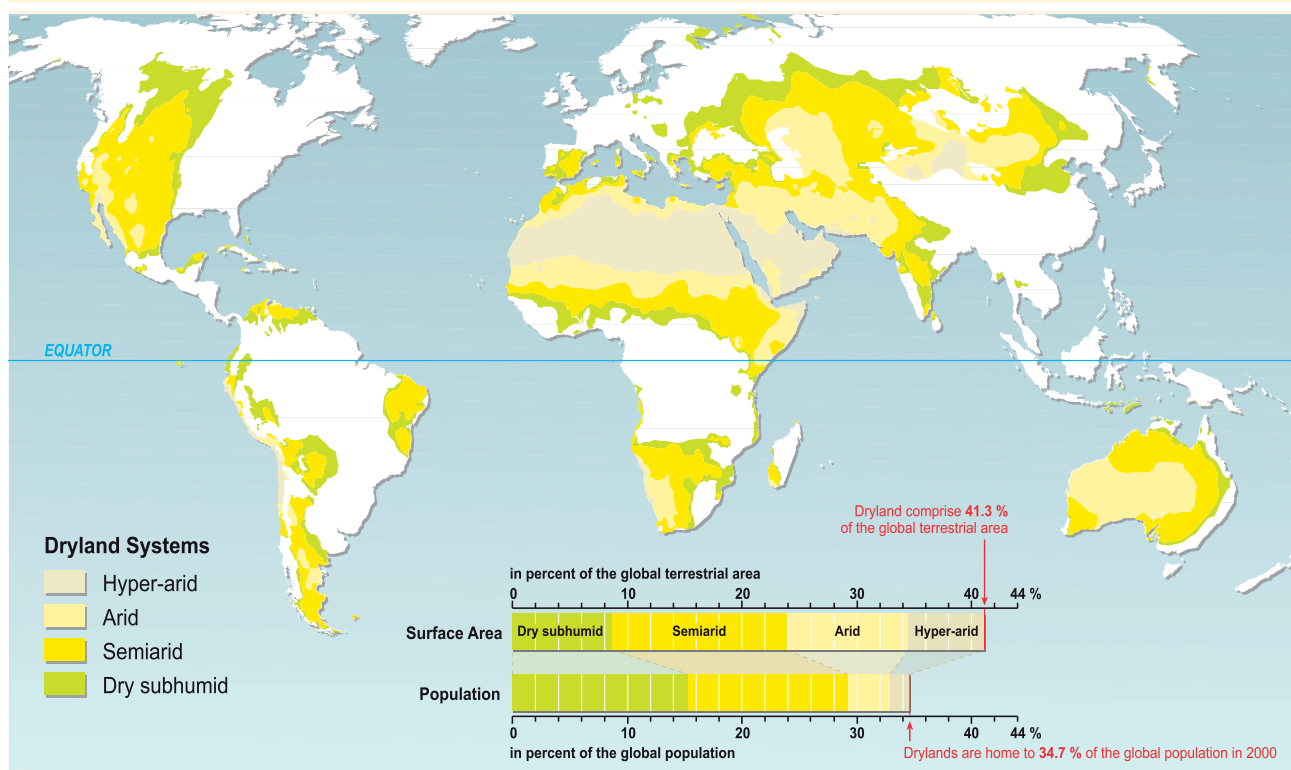 EQUATOR
Dryland Systems
Hyper-arid
Arid
Semiarid
Dry subhumid
Dryland comprise 41.3 %
of the global terrestrial area
in percent of the global terrestrial area
0 10 20 30 40 44 %
Surface Area Dry subhumid Semiarid Arid Hyper-arid
Population
0 10 20 30 40 44 %
in percent of the global population
Drylands are home to 34.7 % of the global population in 2000